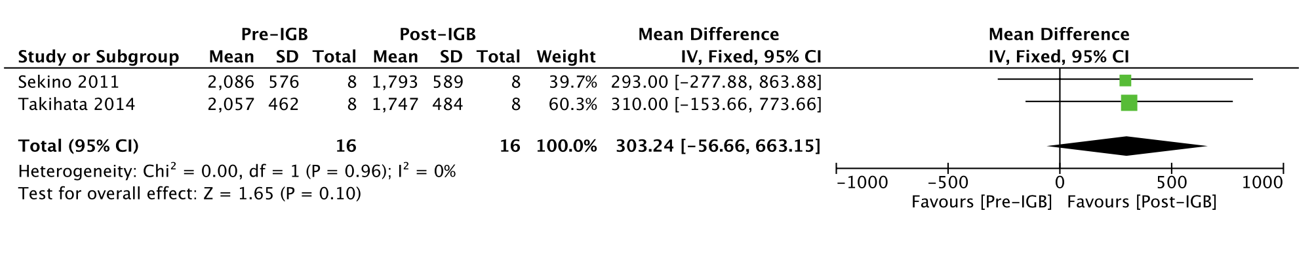 Pre-IGB Post-IGB Mean Difference Mean Difference
Study or Subgroup Mean SD Total Mean SD Total Weight IV, Fixed, 95% CI IV, Fixed, 95% CI
Sekino 2011 2,086 576 8 1,793 589 8 39.7% 293.00 [-277.88, 863.88]
Takihata 2014 2,057 462 8 1,747 484 8 60.3% 310.00 [-153.66, 773.66]
Total (95% CI) 16 16 100.0% 303.24 [-56.66, 663.15]
Heterogeneity: Chi² = 0.00, df = 1 (P = 0.96); I² = 0%
Test for overall effect: Z = 1.65 (P = 0.10)
-1000 -500 0 500 1000
Favours [Pre-IGB] Favours [Post-IGB]